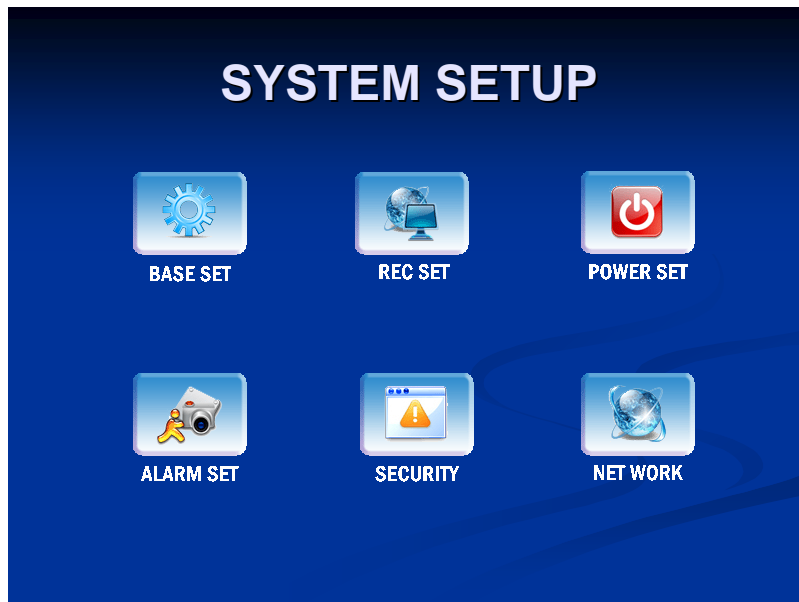 SYSTEM SETUP
BASE SET
REC SET
POWER SET
ALARM SET
SECURITY
NET WORK